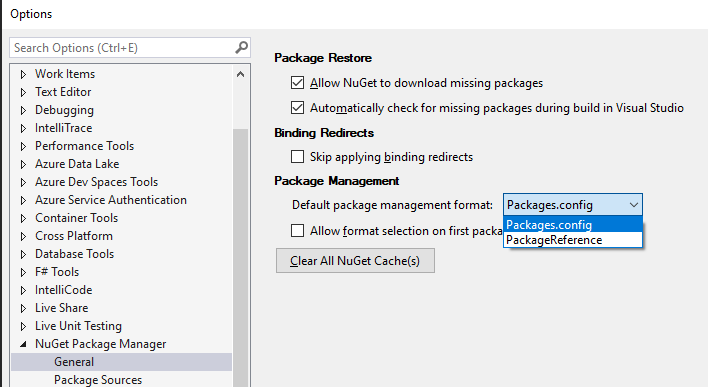 Options
Search Options (Ctrl+E)
Work Items
Text Editor
Debugging
IntelliTrace
Performance Tools
Azure Data Lake
Azure Dev Spaces Tools
Azure Service Authentication
Container Tools
Cross Platform
Database Tools
F# Tools
IntelliCode
Live Share
Live Unit Testing
NuGet Package Manager
General
Package Sources
Package Restore
Allow NuGet to download missing packages
Automatically check for missing packages during build in Visual Studio
Binding Redirects
Skip applying binding redirects
Package Management
Default package management format: Packages.config
Packages.config
PackageReference
Allow format selection on first
Clear All NuGet Cache(s)